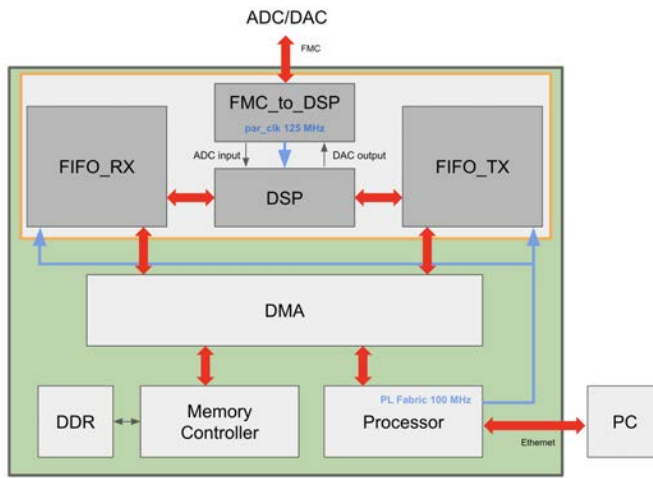 ADC/DAC
FMC
FMC_to_DSP
par_clk 125 MHz
ADC input
DAC output
FIFO_RX
DSP
FIFO_TX
DMA
DDR
Memory
Controller
PL Fabric 100 MHz
Processor
Ethernet
PC